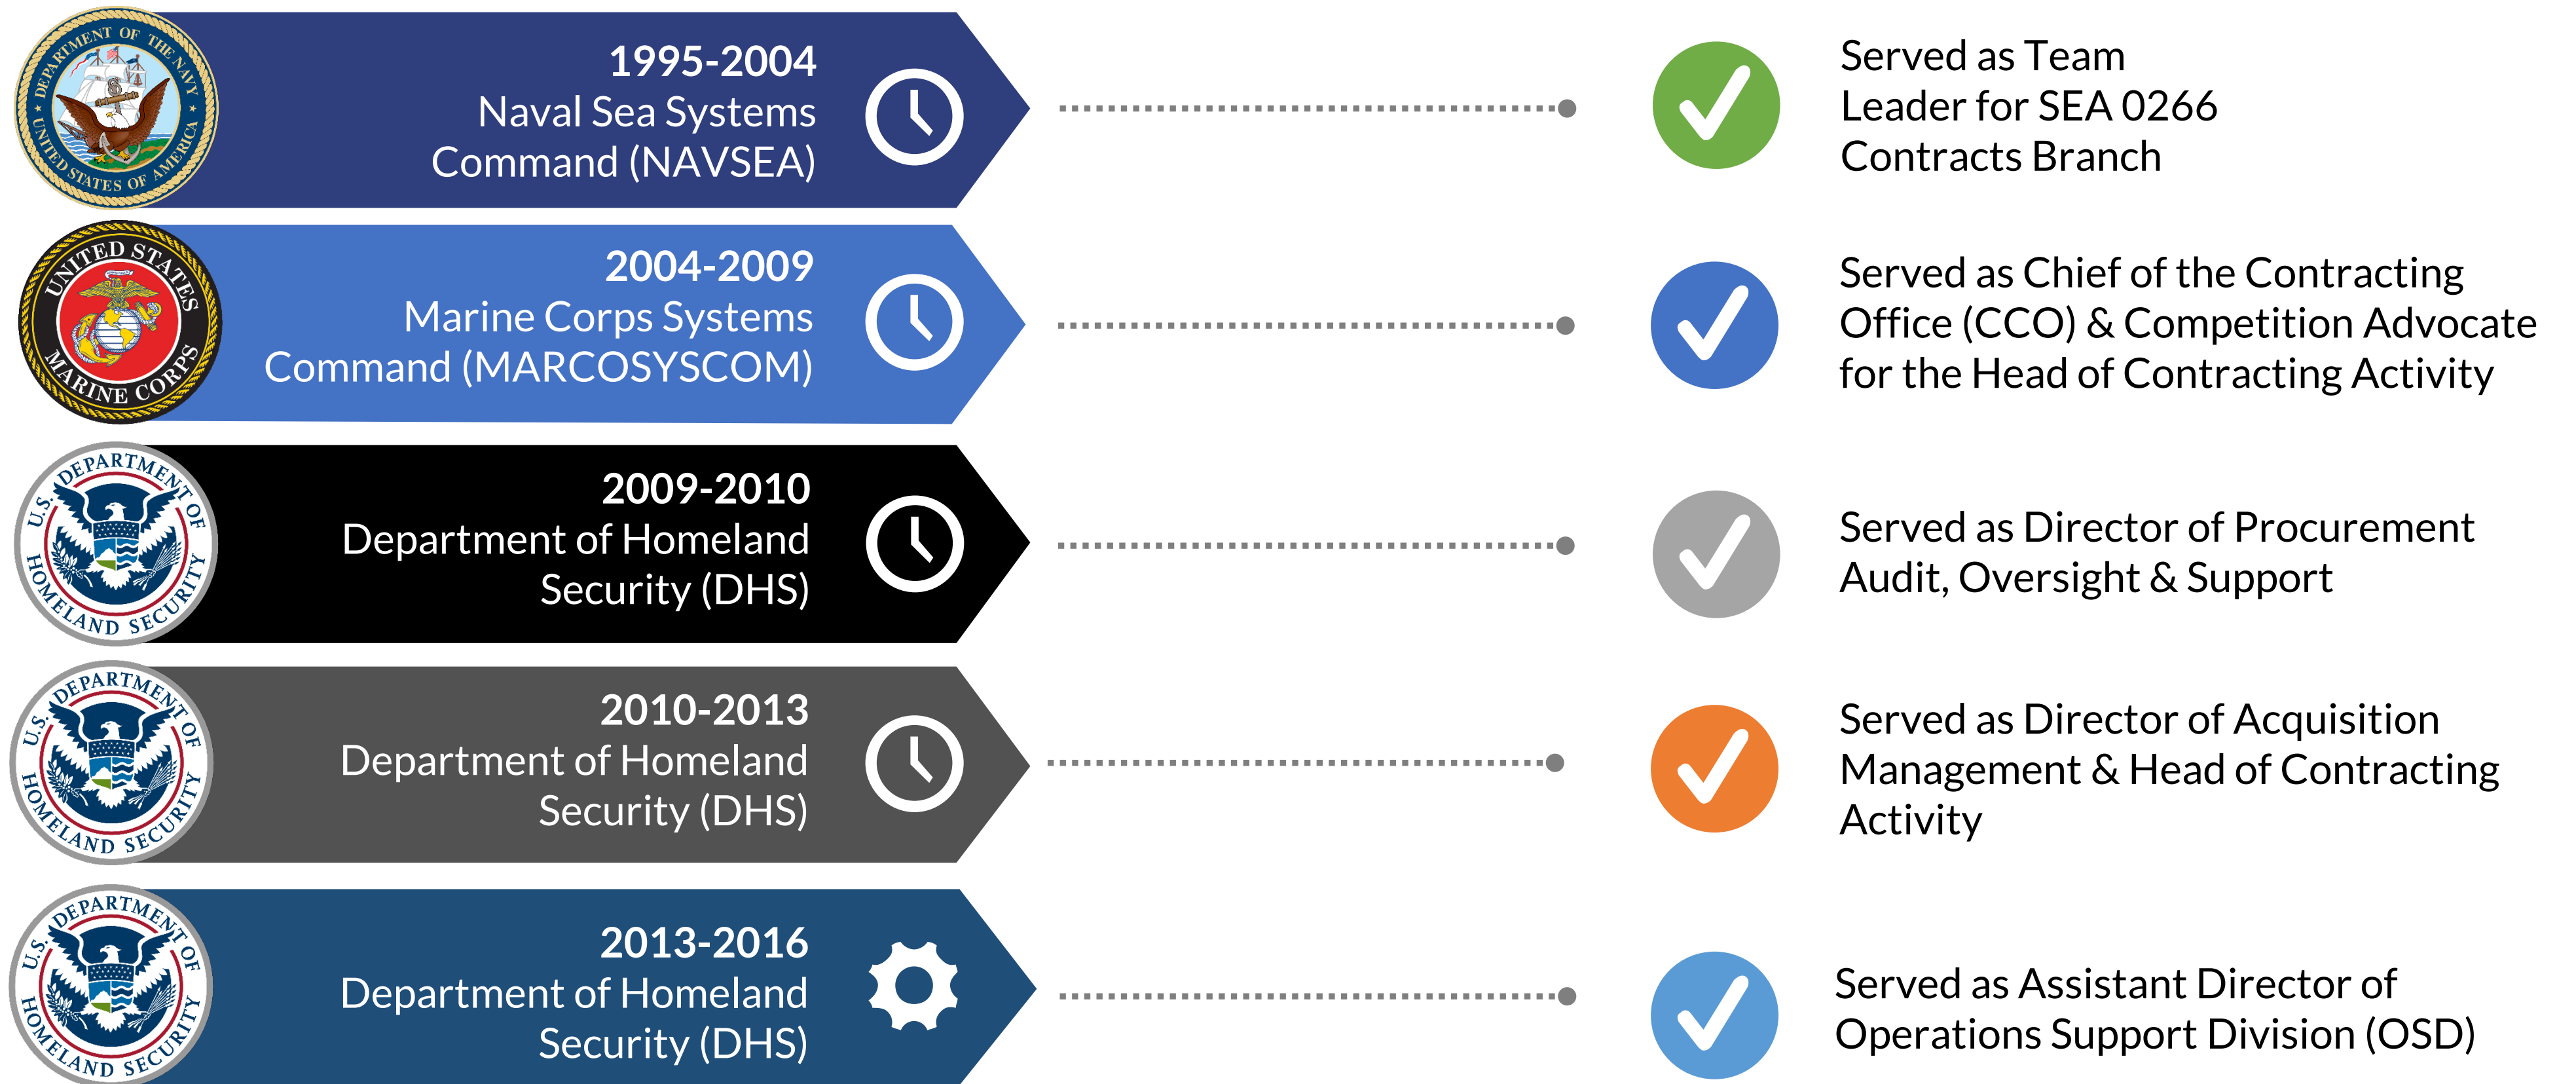 DEPARTMENT OF THE NAVY
UNITED STATES OF AMERICA
1995-2004
Naval Sea Systems
Command (NAVSEA)
Served as Team
Leader for SEA 0266
Contracts Branch
UNITED STATES
MARINE CORPS
2004-2009
Marine Corps Systems
Command (MARCOSYSCOM)
Served as Chief of the Contracting
Office (CCO) & Competition Advocate
for the Head of Contracting Activity
U.S. DEPARTMENT OF
HOMELAND SECURITY
2009-2010
Department of Homeland
Security (DHS)
Served as Director of Procurement
Audit, Oversight & Support
U.S. DEPARTMENT OF
HOMELAND SECURITY
2010-2013
Department of Homeland
Security (DHS)
Served as Director of Acquisition
Management & Head of Contracting
Activity
U.S. DEPARTMENT OF
HOMELAND SECURITY
2013-2016
Department of Homeland
Security (DHS)
Served as Assistant Director of
Operations Support Division (OSD)